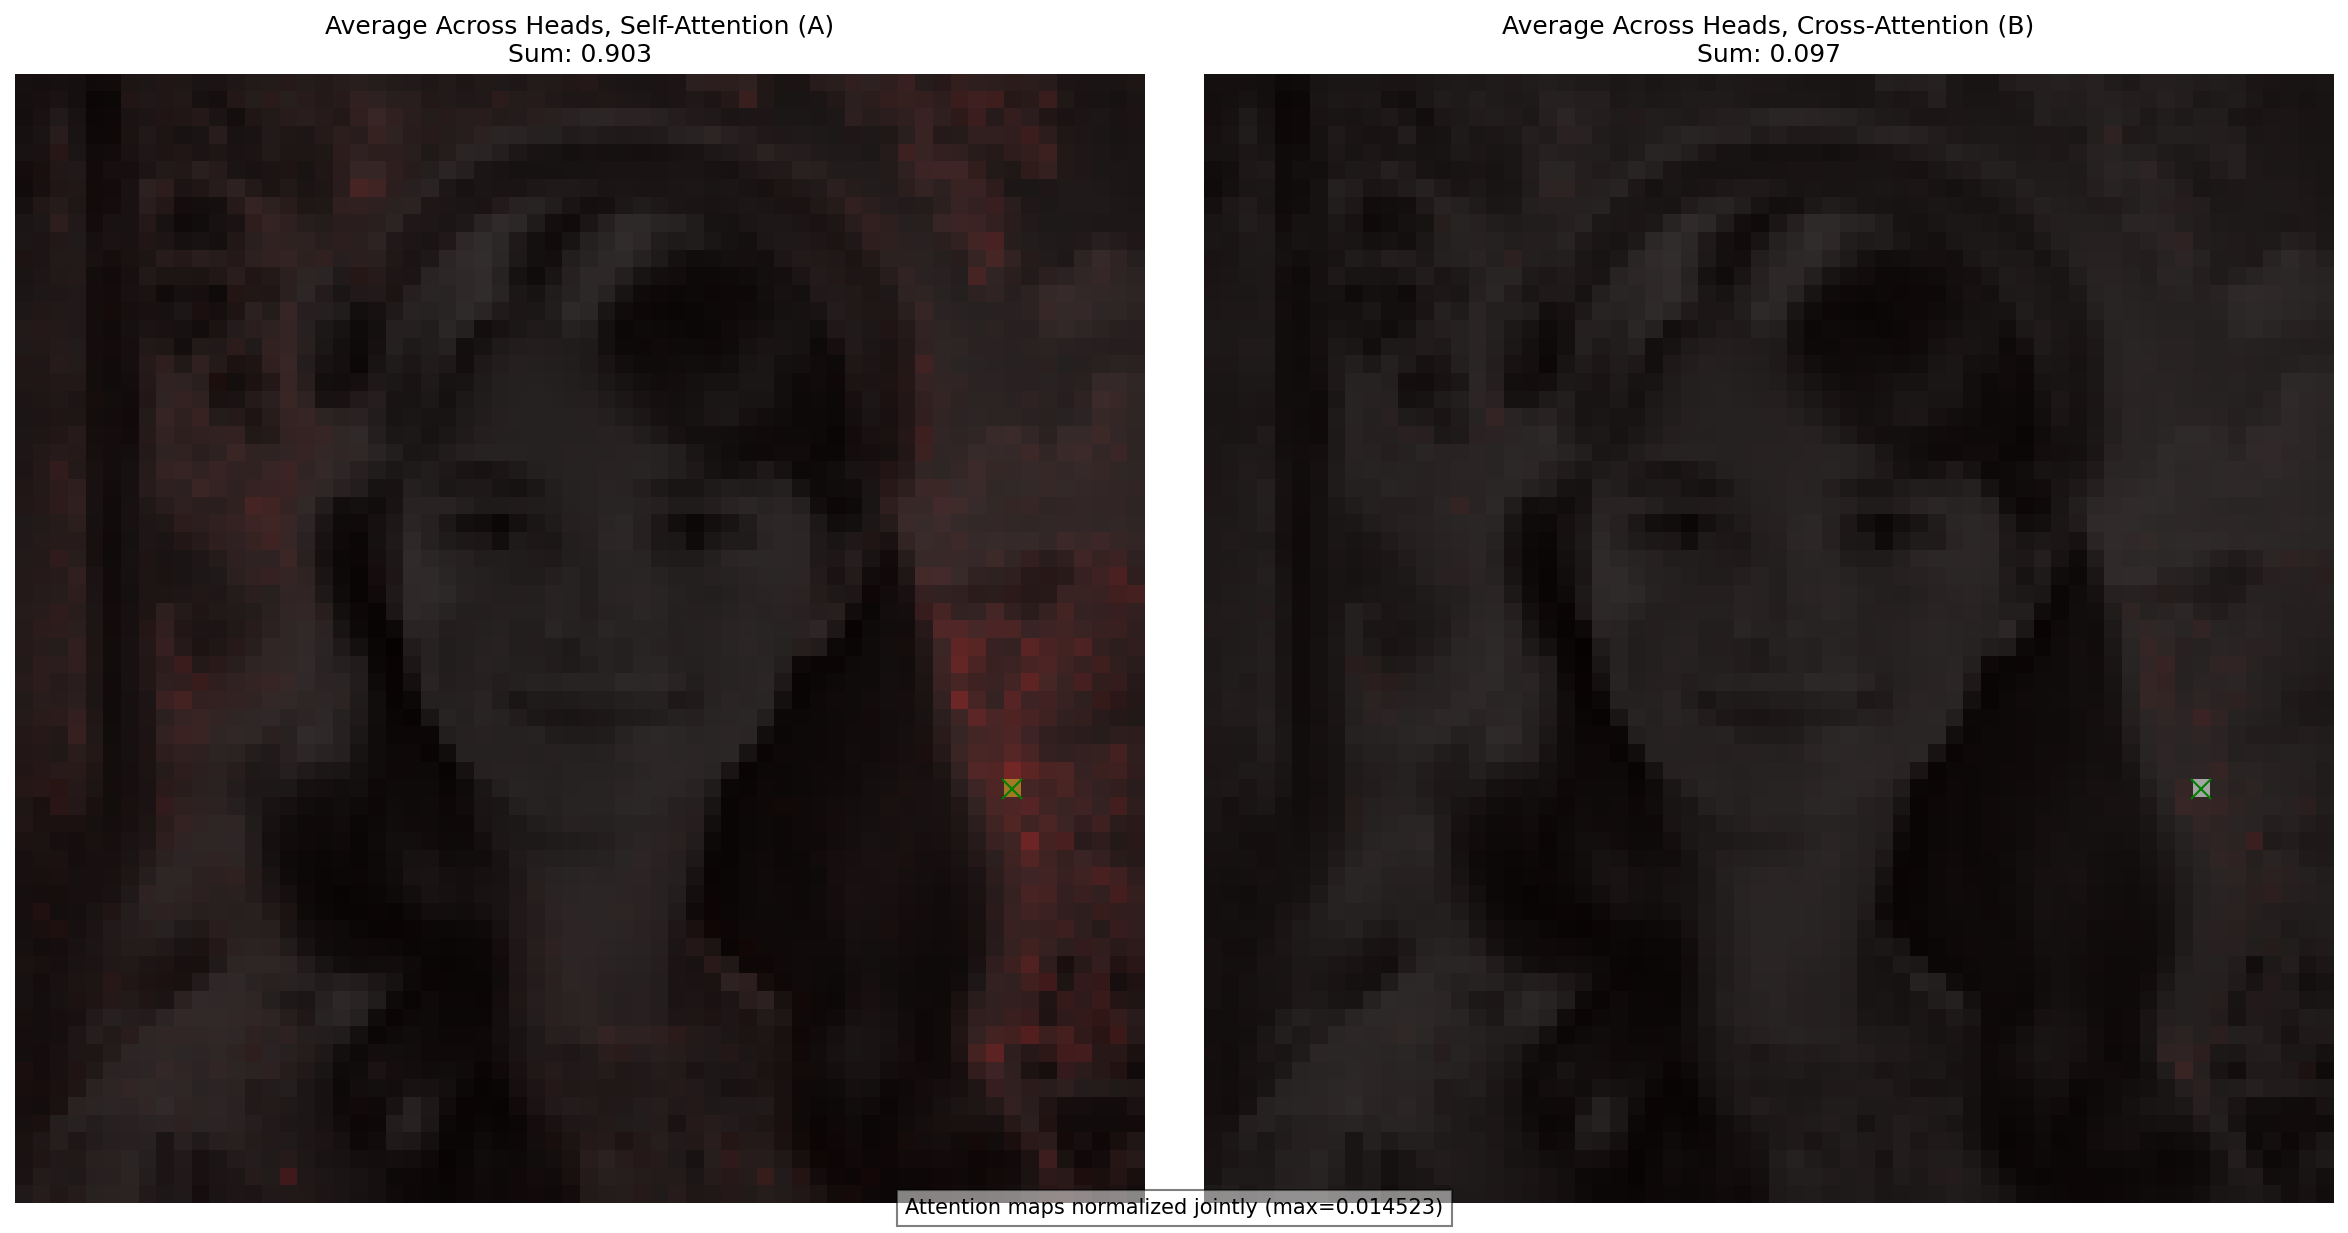 Average Across Heads, Self-Attention (A)
Sum: 0.903
Average Across Heads, Cross-Attention (B)
Sum: 0.097
Attention maps normalized jointly (max=0.014523)